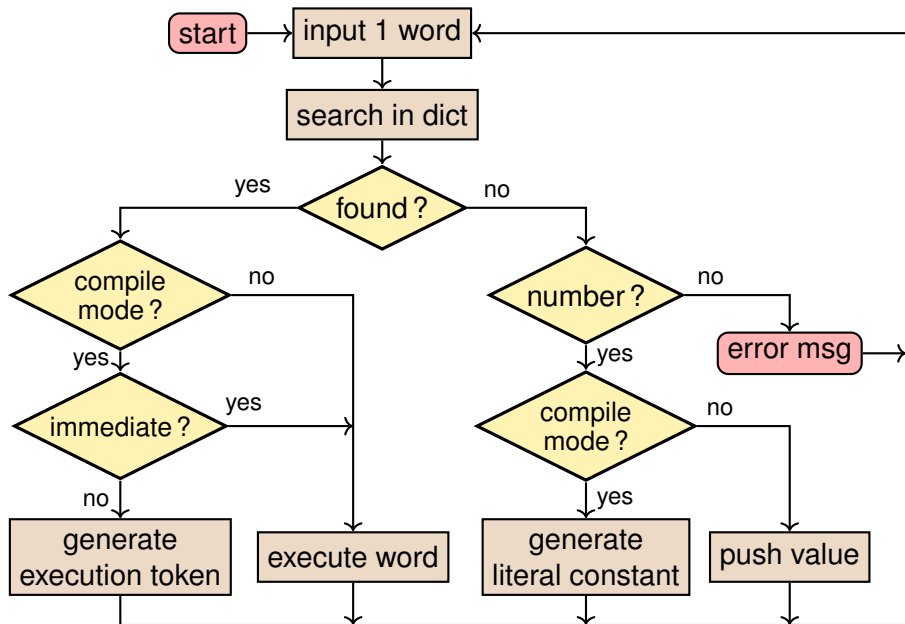 start
input 1 word
search in dict
found ?
yes
no
compile
mode ?
no
yes
immediate ?
yes
no
generate
execution token
execute word
number ?
no
error msg
yes
compile
mode ?
no
yes
generate
literal constant
push value